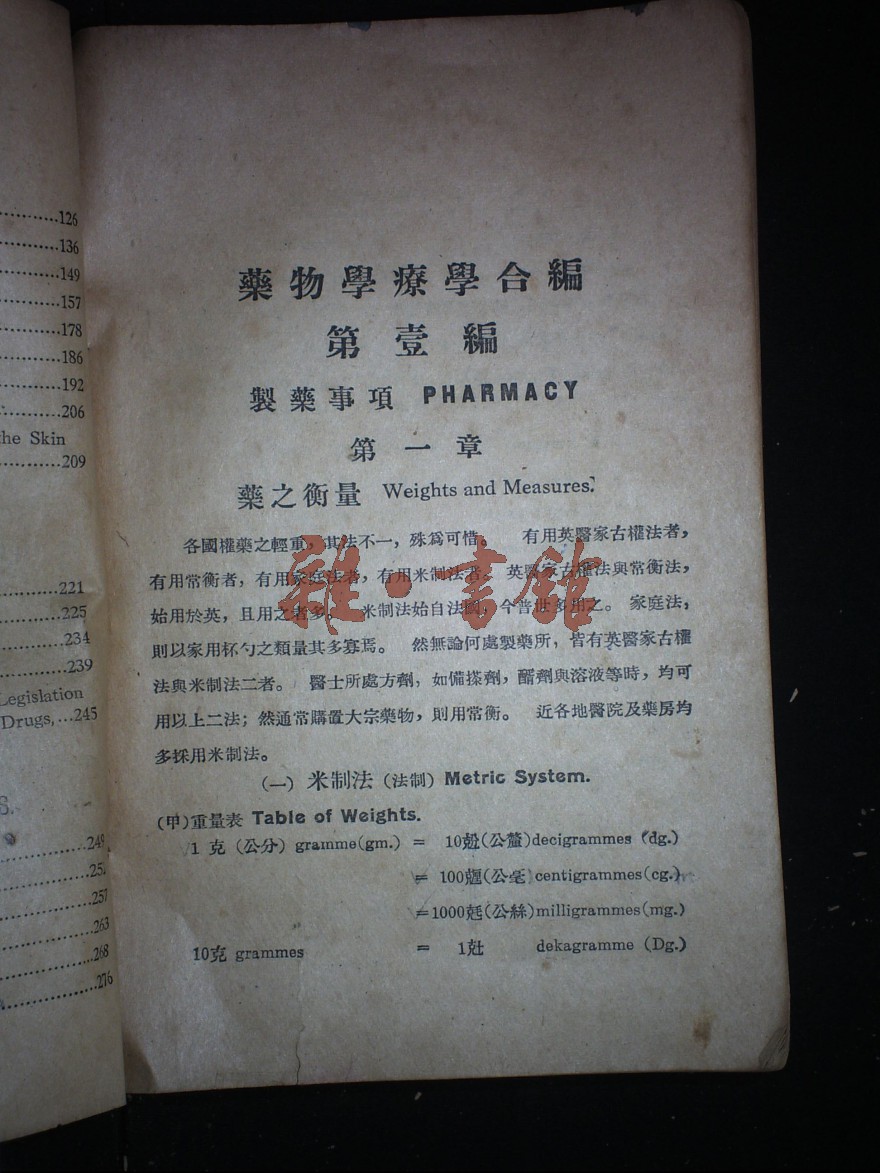 126
136
149
157
178
186
192
206
the Skin
209
221
225
234
239
Legislation
Drugs,...245
S.
249
252
257
263
268
276
藥物學療學合編
第壹編
製藥事項 PHARMACY
第一章
藥之衡量 Weights and Measures.
各國權藥之輕重,其法不一,殊爲可惜。 有用英醫家古權法者,
有用常衡者,有用家庭法者,有用米制法者。英醫家古權法與常衡法,
始用於英,且用之者多。 米制法始自法國,今普世多用之。 家庭法,
則以家用杯勺之類量其多寡焉。 然無論何處製藥所,皆有英醫家古權
法與米制法二者。 醫士所處方劑,如備搽劑,醑劑與溶液等時,均可
用以上二法;然通常購置大宗藥物,則用常衡。 近各地醫院及藥房均
多採用米制法。
(一) 米制法 (法制) Metric System.
(甲)重量表 Table of Weights.
1 克 (公分) gramme(gm.) = 10兙(公釐)decigrammes (dg.)
= 100兣(公毫)centigrammes(cg.)
=1000兞(公絲)milligrammes(mg.)
10克 grammes = 1兝 dekagramme (Dg.)
雜·書館